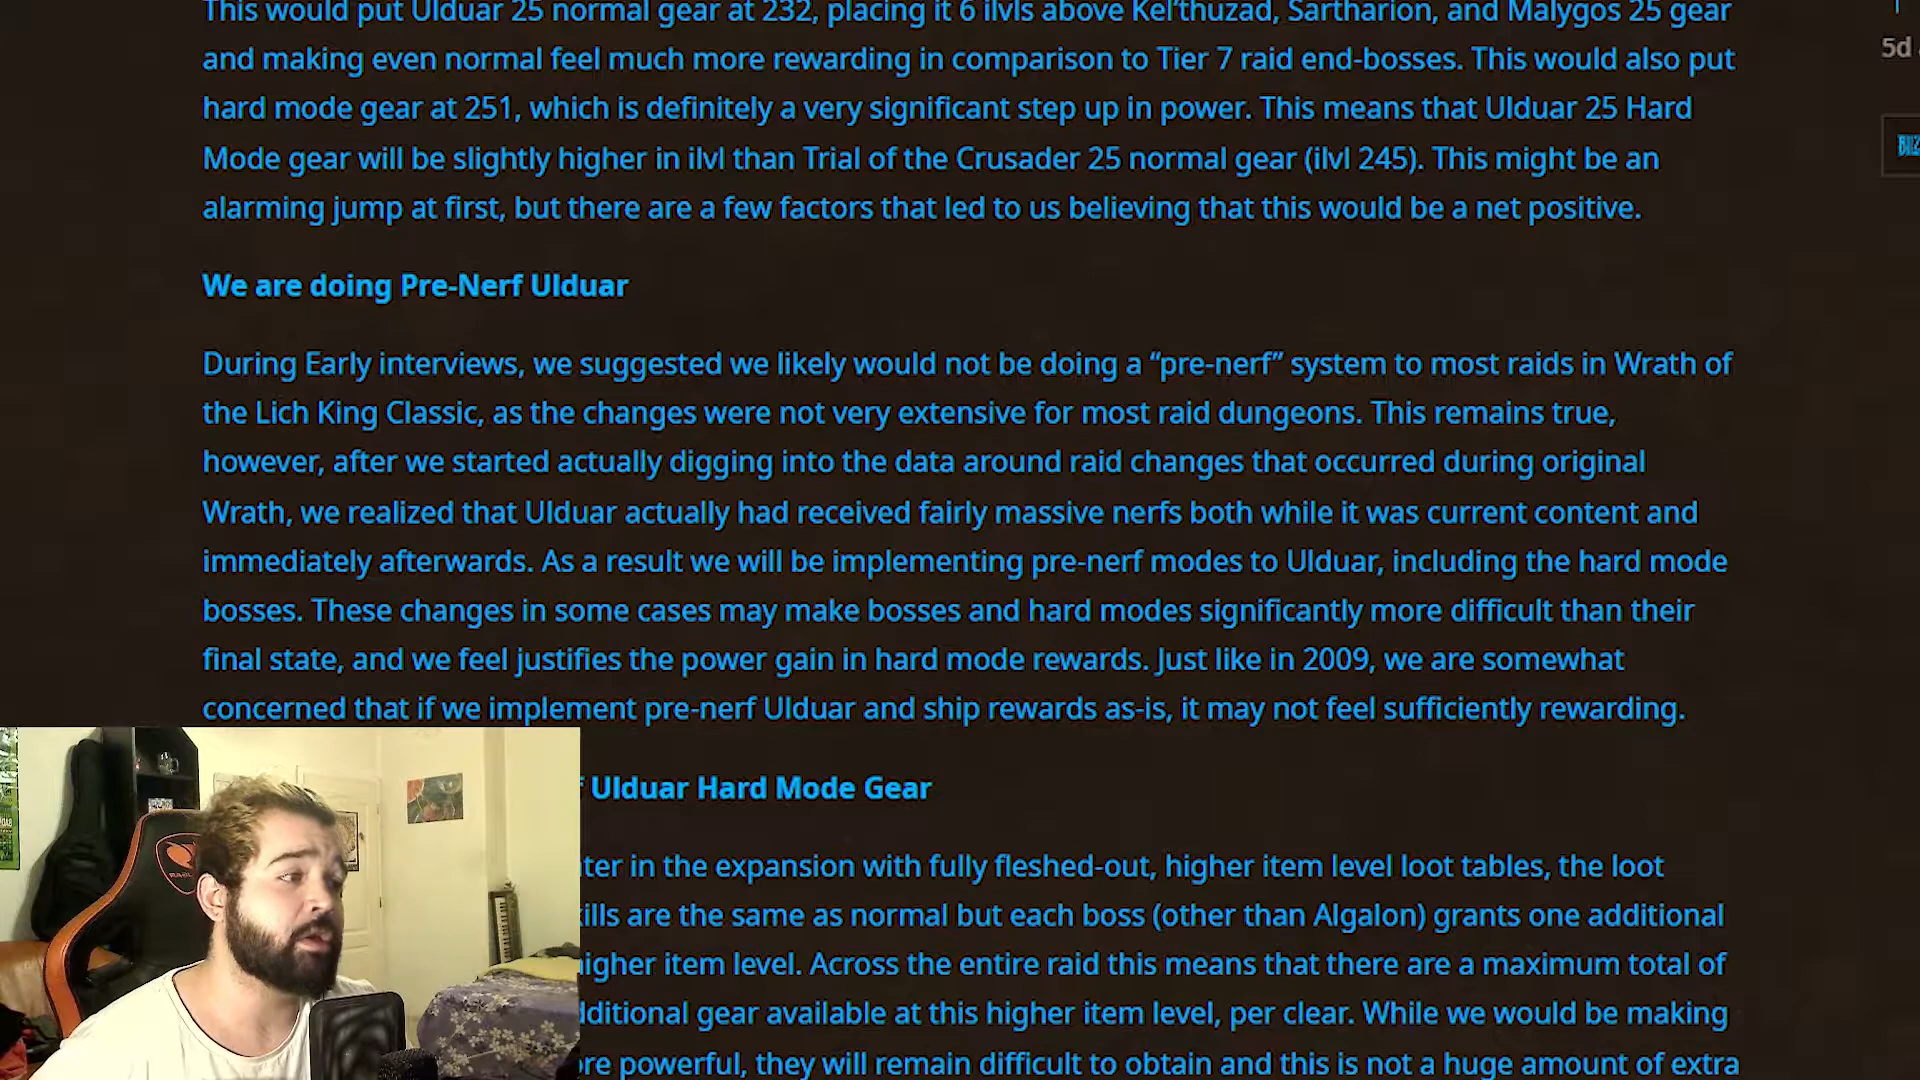 This would put Ulduar 25 normal gear at 232, placing it 6 ilvls above Kel'thuzad, Sartharion, and Malygos 25 gear
and making even normal feel much more rewarding in comparison to Tier 7 raid end-bosses. This would also put
hard mode gear at 251, which is definitely a very significant step up in power. This means that Ulduar 25 Hard
Mode gear will be slightly higher in ilvl than Trial of the Crusader 25 normal gear (ilvl 245). This might be an
alarming jump at first, but there are a few factors that led to us believing that this would be a net positive.
We are doing Pre-Nerf Ulduar
During Early interviews, we suggested we likely would not be doing a “pre-nerf” system to most raids in Wrath of
the Lich King Classic, as the changes were not very extensive for most raid dungeons. This remains true,
however, after we started actually digging into the data around raid changes that occurred during original
Wrath, we realized that Ulduar actually had received fairly massive nerfs both while it was current content and
immediately afterwards. As a result we will be implementing pre-nerf modes to Ulduar, including the hard mode
bosses. These changes in some cases may make bosses and hard modes significantly more difficult than their
final state, and we feel justifies the power gain in hard mode rewards. Just like in 2009, we are somewhat
concerned that if we implement pre-nerf Ulduar and ship rewards as-is, it may not feel sufficiently rewarding.
Ulduar Hard Mode Gear
in the expansion with fully fleshed-out, higher item level loot tables, the loot
are the same as normal but each boss (other than Algalon) grants one additional
higher item level. Across the entire raid this means that there are a maximum total of
additional gear available at this higher item level, per clear. While we would be making
powerful, they will remain difficult to obtain and this is not a huge amount of extra
5d